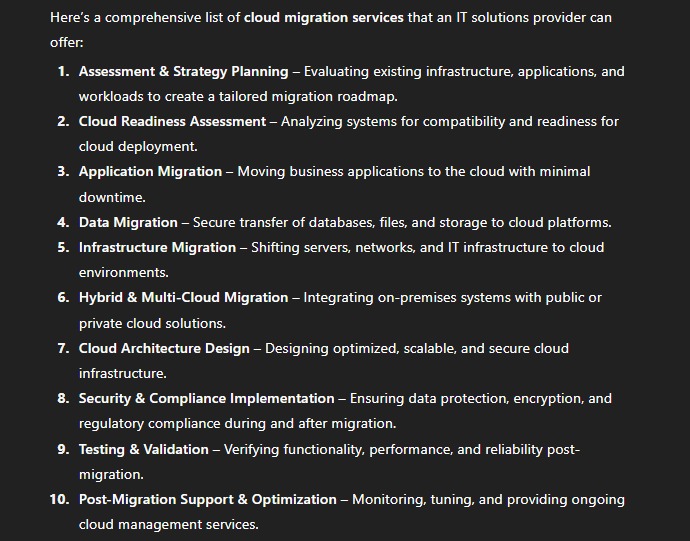 Here's a comprehensive list of cloud migration services that an IT solutions provider can
offer:
1. Assessment & Strategy Planning – Evaluating existing infrastructure, applications, and
workloads to create a tailored migration roadmap.
2. Cloud Readiness Assessment – Analyzing systems for compatibility and readiness for
cloud deployment.
3. Application Migration – Moving business applications to the cloud with minimal
downtime.
4. Data Migration – Secure transfer of databases, files, and storage to cloud platforms.
5. Infrastructure Migration – Shifting servers, networks, and IT infrastructure to cloud
environments.
6. Hybrid & Multi-Cloud Migration – Integrating on-premises systems with public or
private cloud solutions.
7. Cloud Architecture Design – Designing optimized, scalable, and secure cloud
infrastructure.
8. Security & Compliance Implementation – Ensuring data protection, encryption, and
regulatory compliance during and after migration.
9. Testing & Validation – Verifying functionality, performance, and reliability post-
migration.
10. Post-Migration Support & Optimization – Monitoring, tuning, and providing ongoing
cloud management services.